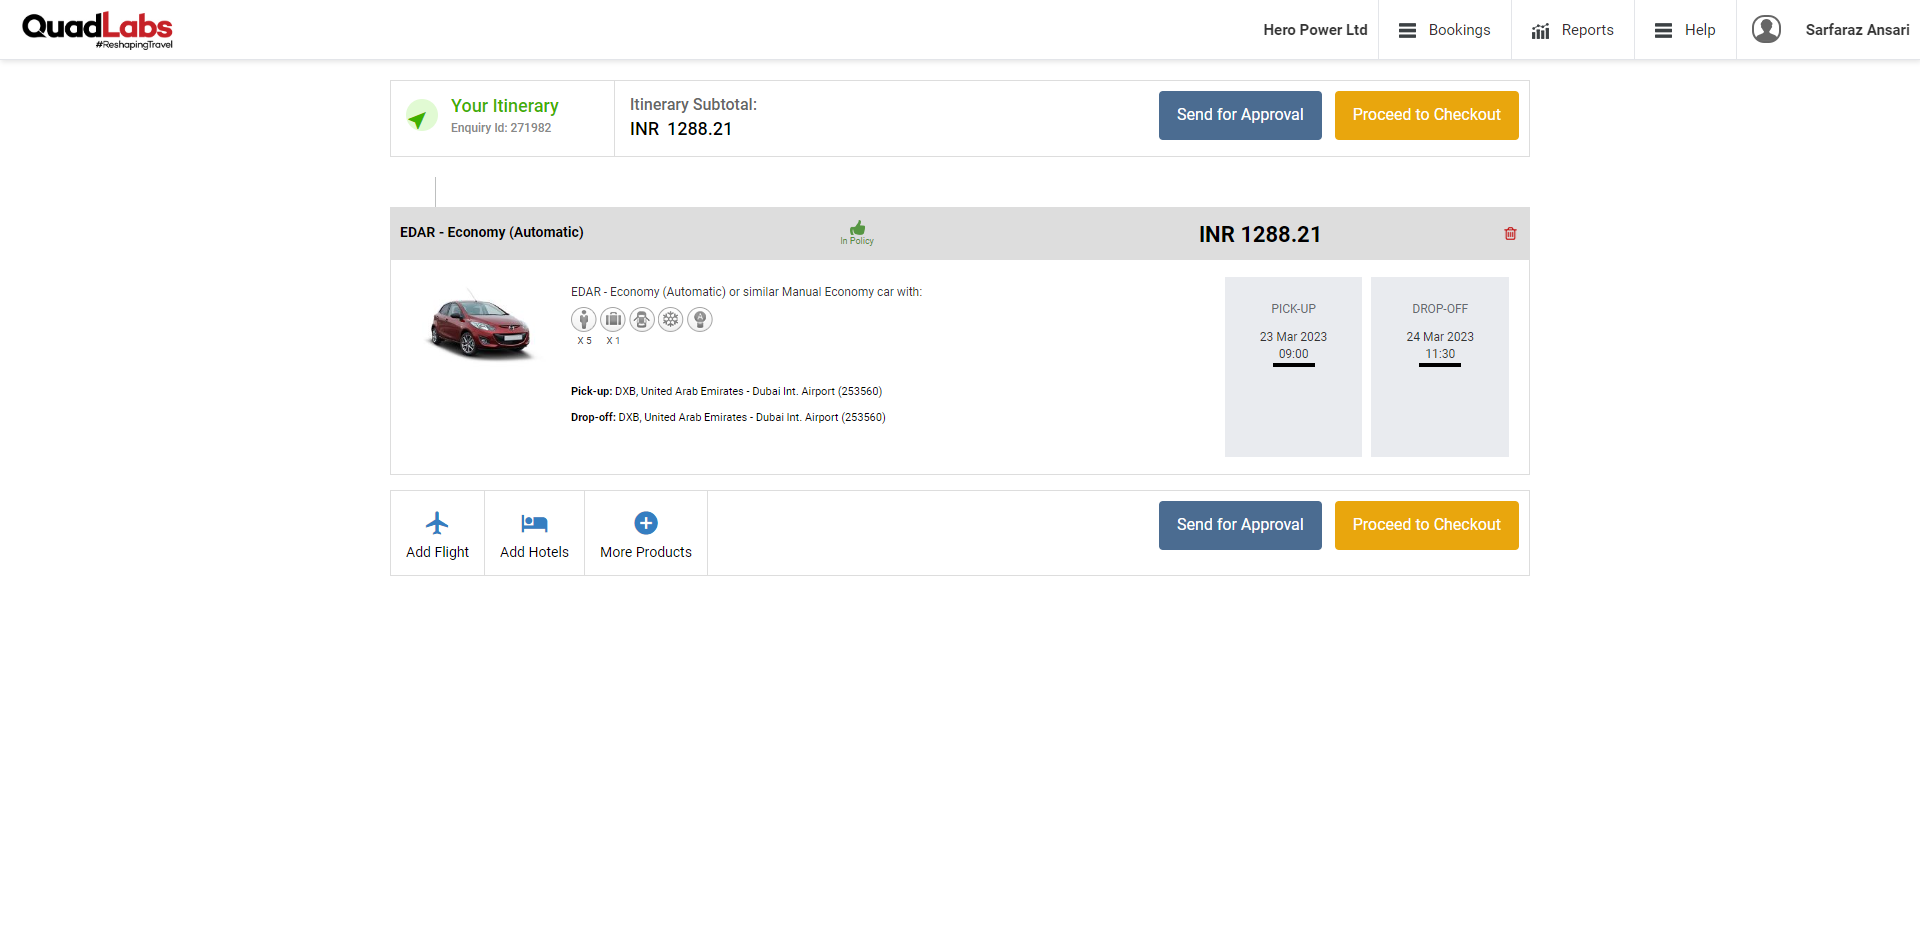 QuadLabs
#ReshapingTravel
Hero Power Ltd
Bookings
Reports
Help
Sarfaraz Ansari
Your Itinerary
Enquiry Id: 271982
Itinerary Subtotal:
INR 1288.21
Send for Approval
Proceed to Checkout
EDAR - Economy (Automatic)
In Policy
INR 1288.21
EDAR - Economy (Automatic) or similar Manual Economy car with:
A
X 5
X 1
Pick-up: DXB, United Arab Emirates - Dubai Int. Airport (253560)
Drop-off: DXB, United Arab Emirates - Dubai Int. Airport (253560)
PICK-UP
23 Mar 2023
09:00
DROP-OFF
24 Mar 2023
11:30
Add Flight
Add Hotels
More Products
Send for Approval
Proceed to Checkout